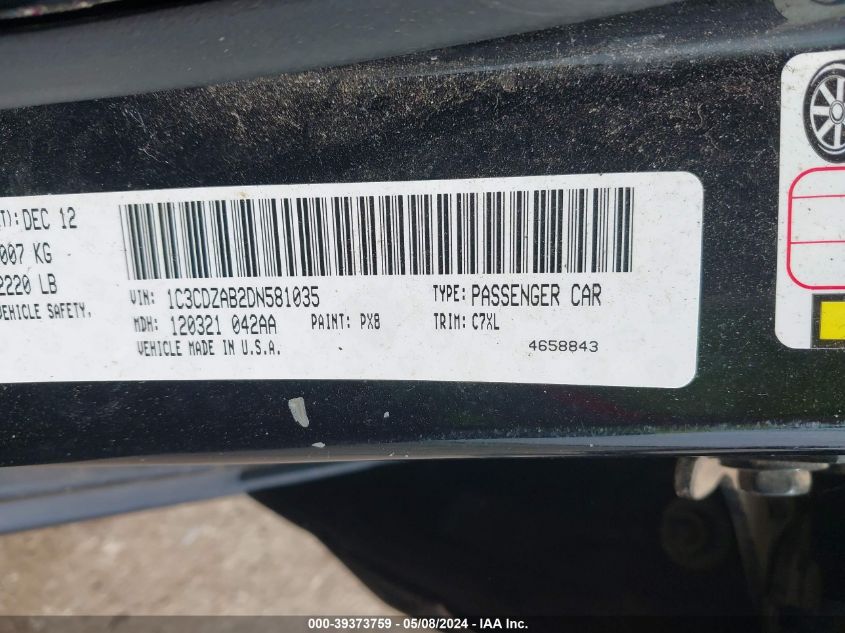 T): DEC 12
007 KG
2220 LB
VEHICLE SAFETY.
VIN: 1C3CDZAB2DN581035 TYPE: PASSENGER CAR
MDH: 120321 042AA PAINT: PX8 TRIM: C7XL
VEHICLE MADE IN U.S.A. 4658843
000-39373759 - 05/08/2024 - IAA, Inc.